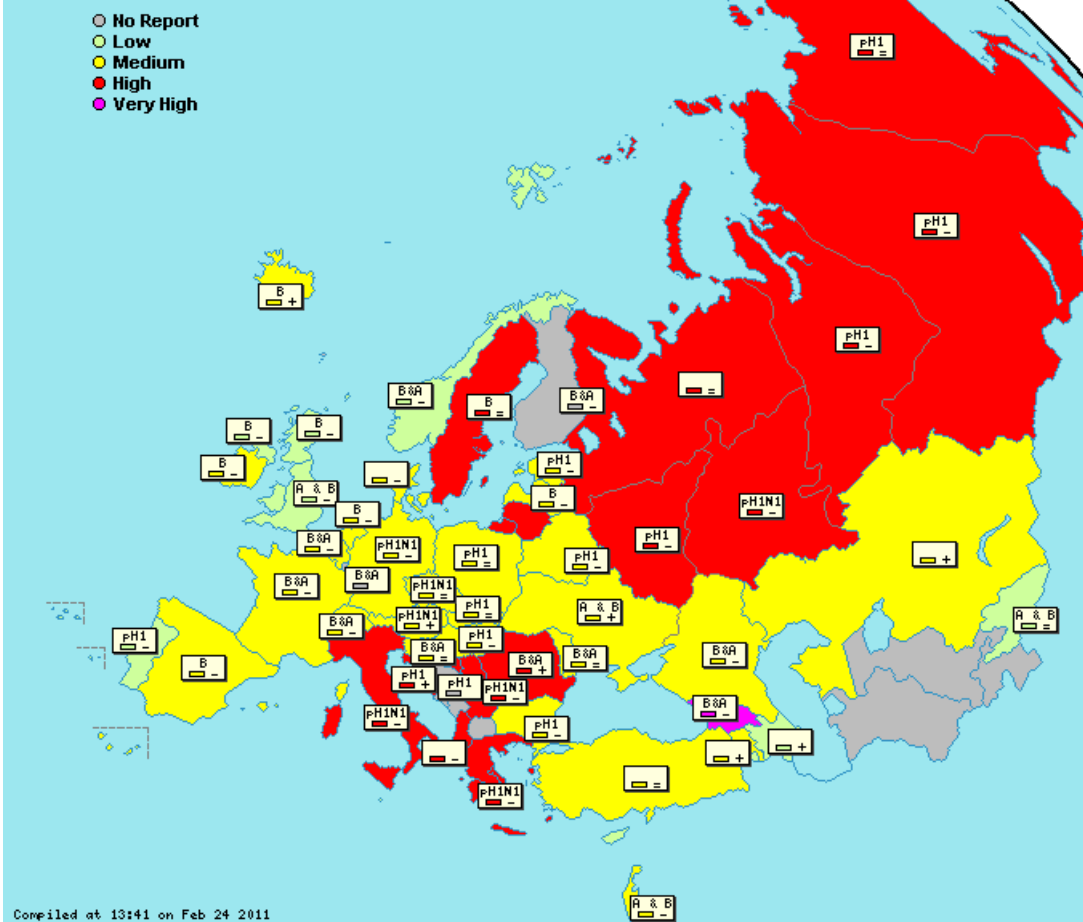 No Report
Low
Medium
High
Very High
pH1
=
pH1
-
pH1
-
B
+
=
B&A
-
B
=
B&A
-
B
-
B
-
B
-
-
pH1
-
A & B
-
B
-
B
-
pH1N1
-
pH1
-
B&A
-
pH1N1
-
pH1
=
pH1
-
+
B&A
-
B&A
pH1N1
=
pH1
=
A & B
+
A & B
=
pH1N1
+
B&A
-
pH1
-
pH1
-
B&A
=
B&A
+
B&A
=
B&A
-
B
-
pH1
+
pH1
pH1N1
-
B&A
-
pH1N1
-
pH1
-
-
+
+
=
pH1N1
-
A & B
-
Compiled at 13:41 on Feb 24 2011